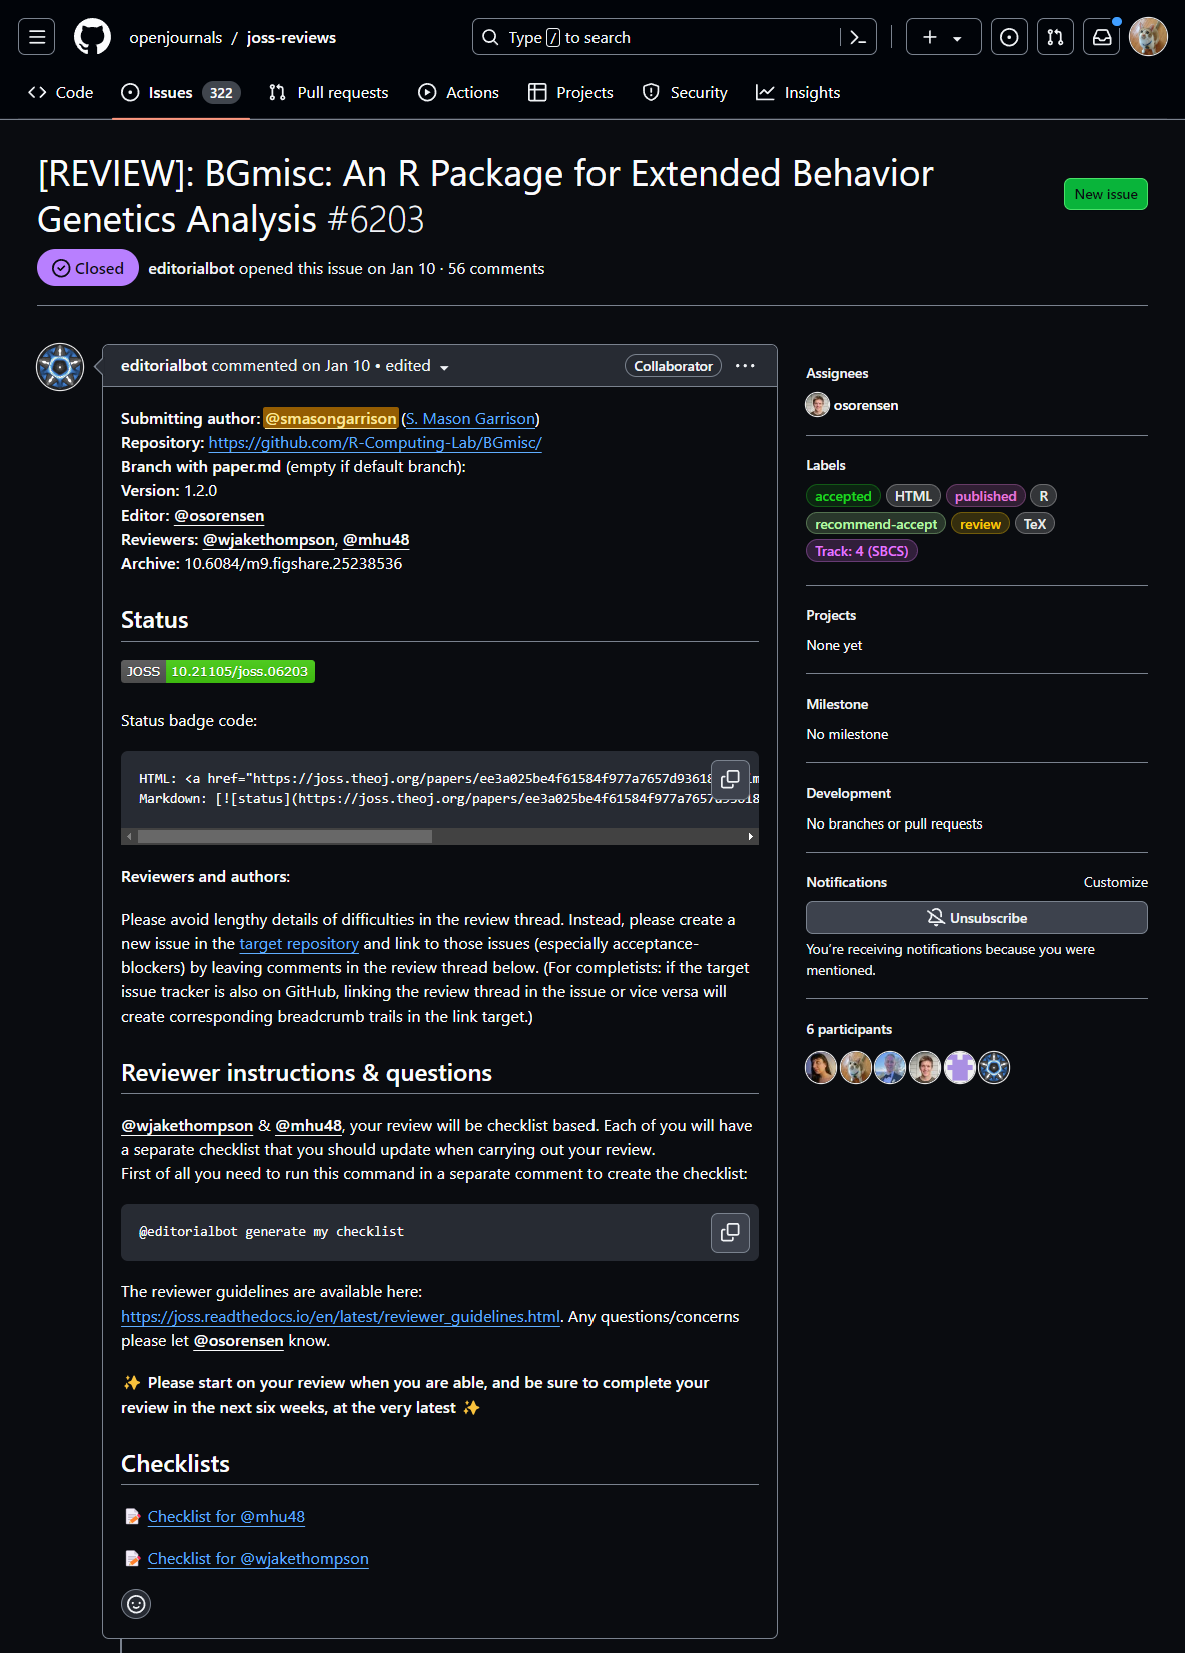 openjournals / joss-reviews
Type / to search
Code
Issues 322
Pull requests
Actions
Projects
Security
Insights
[REVIEW]: BGmisc: An R Package for Extended Behavior
Genetics Analysis #6203
New issue
Closed
editorialbot opened this issue on Jan 10 · 56 comments
editorialbot commented on Jan 10 • edited
Collaborator
Submitting author: @smasongarrison (S. Mason Garrison)
Repository: https://github.com/R-Computing-Lab/BGmisc/
Branch with paper.md (empty if default branch):
Version: 1.2.0
Editor: @osorensen
Reviewers: @wjakethompson, @mhu48
Archive: 10.6084/m9.figshare.25238536
Status
JOSS 10.21105/joss.06203
Status badge code:
HTML: <a href="https://joss.theoj.org/papers/ee3a025be4f61584f977a7657d93618
Markdown: [![status](https://joss.theoj.org/papers/ee3a025be4f61584f977a7657d93618
Reviewers and authors:
Please avoid lengthy details of difficulties in the review thread. Instead, please create a
new issue in the target repository and link to those issues (especially acceptance-
blockers) by leaving comments in the review thread below. (For completists: if the target
issue tracker is also on GitHub, linking the review thread in the issue or vice versa will
create corresponding breadcrumb trails in the link target.)
Reviewer instructions & questions
@wjakethompson & @mhu48, your review will be checklist based. Each of you will have
a separate checklist that you should update when carrying out your review.
First of all you need to run this command in a separate comment to create the checklist:
@editorialbot generate my checklist
The reviewer guidelines are available here:
https://joss.readthedocs.io/en/latest/reviewer_guidelines.html. Any questions/concerns
please let @osorensen know.
✨ Please start on your review when you are able, and be sure to complete your
review in the next six weeks, at the very latest ✨
Checklists
📝 Checklist for @mhu48
📝 Checklist for @wjakethompson
Assignees
osorensen
Labels
accepted HTML published R
recommend-accept review TeX
Track: 4 (SBCS)
Projects
None yet
Milestone
No milestone
Development
No branches or pull requests
Notifications
Customize
Unsubscribe
You're receiving notifications because you were
mentioned.
6 participants